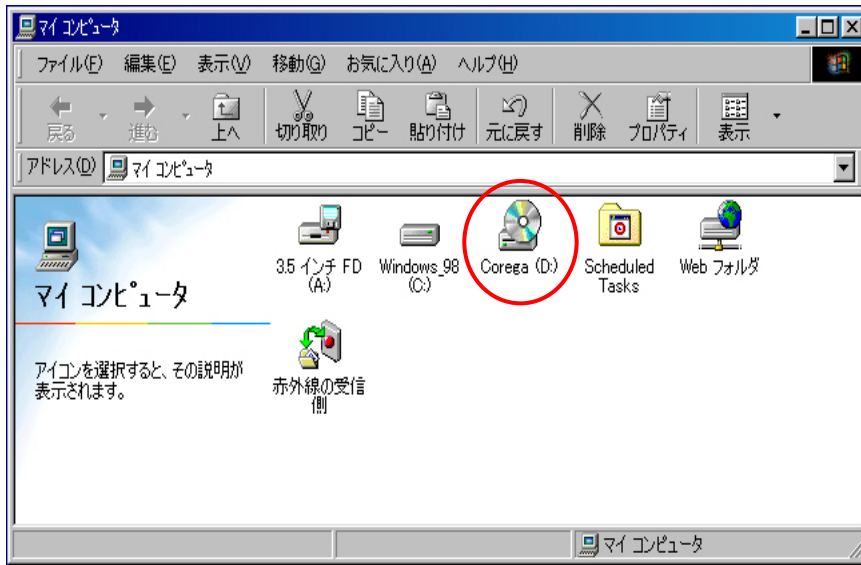 マイ コンピュータ
ファイル(F) 編集(E) 表示(V) 移動(G) お気に入り(A) ヘルプ(H)
戻る 進む 上へ 切り取り コピー 貼り付け 元に戻す 削除 プロパティ 表示
アドレス(D) マイ コンピュータ
マイ コンピュータ
アイコンを選択すると、その説明が
表示されます。
3.5 インチ FD
(A:)
Windows_98
(C:)
Corega (D:)
Scheduled
Tasks
Web フォルダ
赤外線の受信
側
マイ コンピュータ